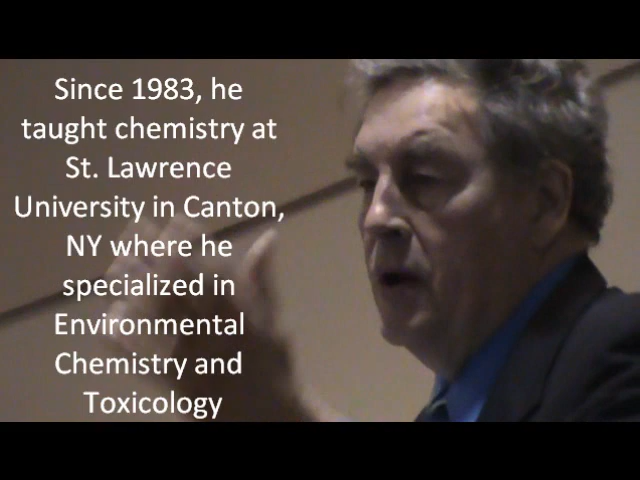 Since 1983, he
taught chemistry at
St. Lawrence
University in Canton,
NY where he
specialized in
Environmental
Chemistry and
Toxicology